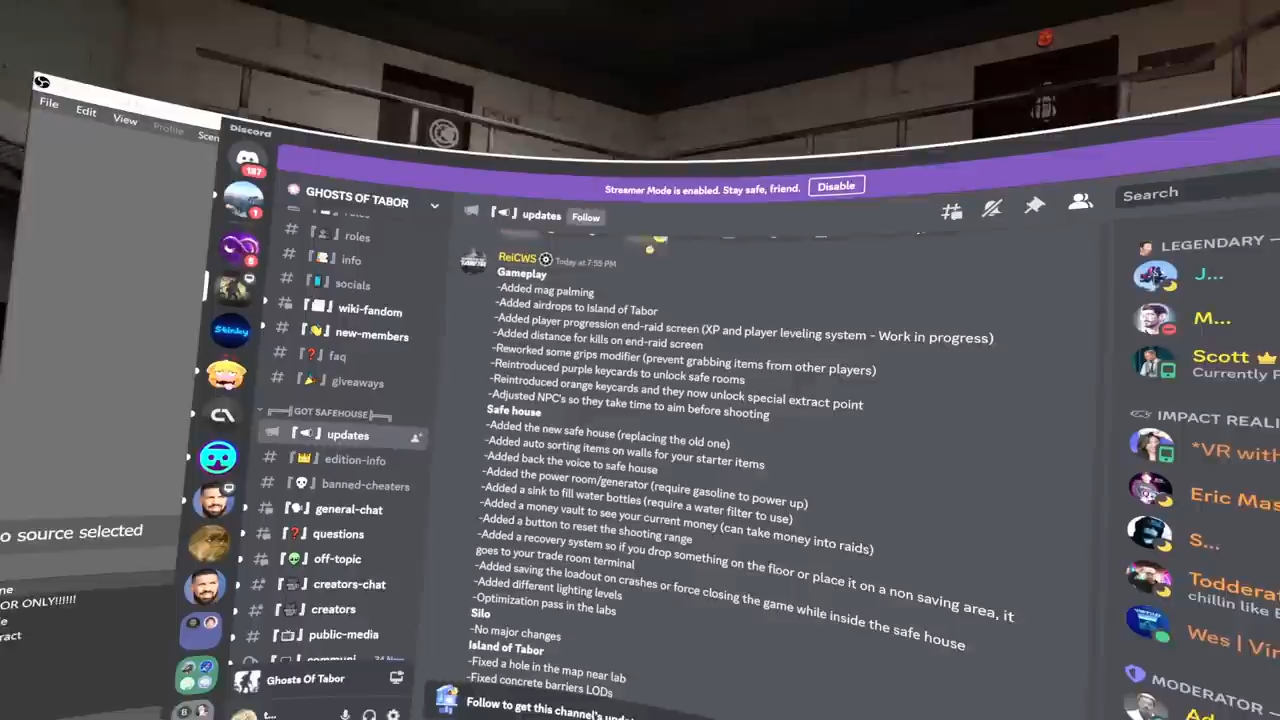 File Edit View Profile Scen
Discord
Streamer Mode is enabled. Stay safe, friend. Disable
187
1
GHOSTS OF TABOR
updates Follow
Search
roles
info
socials
wiki-fandom
new-members
faq
giveaways
GOT SAFEHOUSE
updates
edition-info
banned-cheaters
general-chat
questions
off-topic
creators-chat
creators
public-media
Ghosts Of Tabor
t...
Stinky
ReiCWS Today at 7:55 PM
Gameplay
-Added mag palming
-Added airdrops to Island of Tabor
-Added player progression end-raid screen (XP and player leveling system - Work in progress)
-Added distance for kills on end-raid screen
-Reworked some grips modifier (prevent grabbing items from other players)
-Reintroduced purple keycards to unlock safe rooms
-Reintroduced orange keycards and they now unlock special extract point
-Adjusted NPC's so they take time to aim before shooting
Safe house
-Added the new safe house (replacing the old one)
-Added auto sorting items on walls for your starter items
-Added back the voice to safe house
-Added the power room/generator (require gasoline to power up)
-Added a sink to fill water bottles (require a water filter to use)
-Added a money vault to see your current money (can take money into raids)
-Added a button to reset the shooting range
-Added a recovery system so if you drop something on the floor or place it on a non saving area, it
goes to your trade room terminal
-Added saving the loadout on crashes or force closing the game while inside the safe house
-Added different lighting levels
-Optimization pass in the labs
Silo
-No major changes
Island of Tabor
-Fixed a hole in the map near lab
-Fixed concrete barriers LODs
Follow to get this channel's upda
LEGENDARY
J...
M...
Scott
Currently P
IMPACT REALI
*VR with
Eric Mas
S...
Todderat
chillin like B
Wes | Vir
MODERATOR
Ad
o source selected
OR ONLY!!!!!!
ract